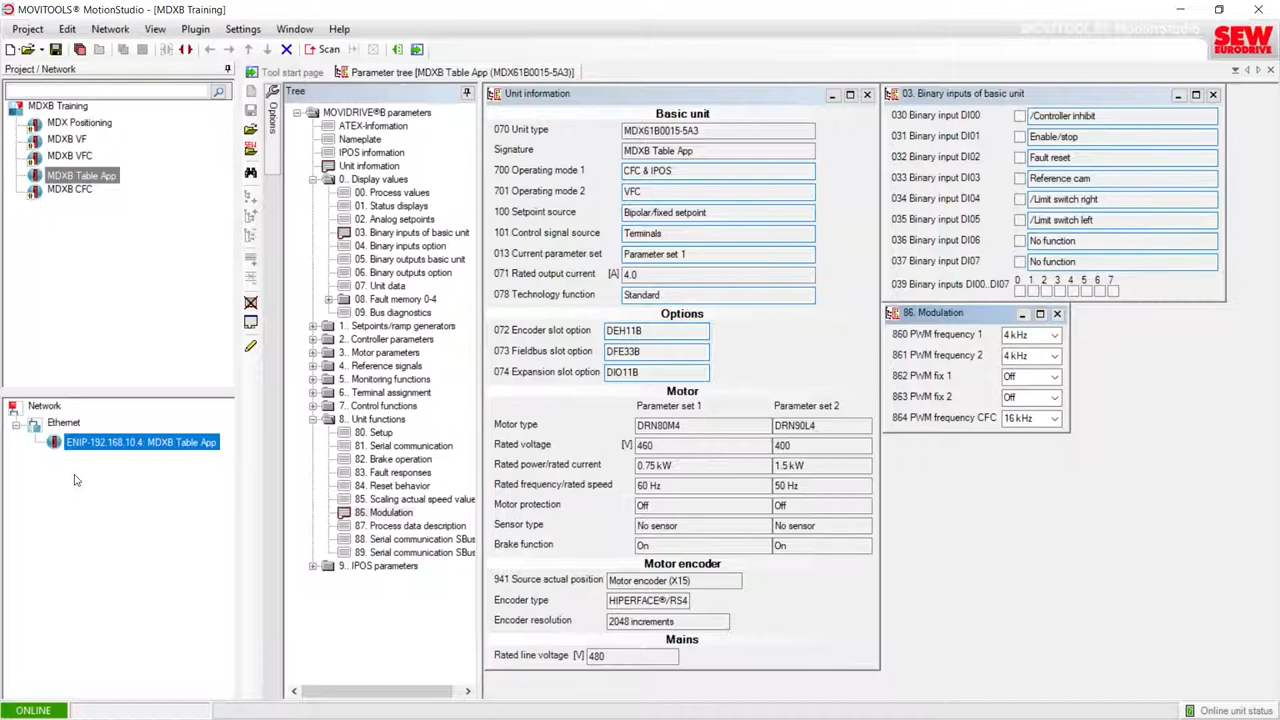 MOVITOOLS® MotionStudio - [MDXB Training]
Project Edit Network View Plugin Settings Window Help
MOVITOOLS® MotionStudio
SEW
EURODRIVE
Scan
Project / Network
Tool start page
Parameter tree [MDXB Table App (MDX61B0015-5A3)]
MDXB Training
MDX Positioning
MDXB VF
MDXB VFC
MDXB Table App
MDXB CFC
Network
Ethernet
ENIP-192.168.10.4: MDXB Table App
ONLINE
Options
Tree
MOVIDRIVE®B parameters
ATEX-Information
Nameplate
IPOS information
Unit information
0.. Display values
00. Process values
01. Status displays
02. Analog setpoints
03. Binary inputs of basic unit
04. Binary inputs option
05. Binary outputs basic unit
06. Binary outputs option
07. Unit data
08. Fault memory 0-4
09. Bus diagnostics
1.. Setpoints/ramp generators
2.. Controller parameters
3.. Motor parameters
4.. Reference signals
5.. Monitoring functions
6.. Terminal assignment
7.. Control functions
8.. Unit functions
80. Setup
81. Serial communication
82. Brake operation
83. Fault responses
84. Reset behavior
85. Scaling actual speed value
86. Modulation
87. Process data description
88. Serial communication SBus
89. Serial communication SBus
9.. IPOS parameters
Unit information
Basic unit
070 Unit type MDX61B0015-5A3
Signature MDXB Table App
700 Operating mode 1 CFC & IPOS
701 Operating mode 2 VFC
100 Setpoint source Bipolar/fixed setpoint
101 Control signal source Terminals
013 Current parameter set Parameter set 1
071 Rated output current [A] 4.0
078 Technology function Standard
Options
072 Encoder slot option DEH11B
073 Fieldbus slot option DFE33B
074 Expansion slot option DIO11B
Motor
Parameter set 1 Parameter set 2
Motor type DRN80M4 DRN90L4
Rated voltage [V] 460 400
Rated power/rated current 0.75 kW 1.5 kW
Rated frequency/rated speed 60 Hz 50 Hz
Motor protection Off Off
Sensor type No sensor No sensor
Brake function On On
Motor encoder
941 Source actual position Motor encoder (X15)
Encoder type HIPERFACE®/RS4
Encoder resolution 2048 increments
Mains
Rated line voltage [V] 480
03. Binary inputs of basic unit
030 Binary input DI00 /Controller inhibit
031 Binary input DI01 Enable/stop
032 Binary input DI02 Fault reset
033 Binary input DI03 Reference cam
034 Binary input DI04 /Limit switch right
035 Binary input DI05 /Limit switch left
036 Binary input DI06 No function
037 Binary input DI07 No function
039 Binary inputs DI00..DI07 0 1 2 3 4 5 6 7
86. Modulation
860 PWM frequency 1 4 kHz
861 PWM frequency 2 4 kHz
862 PWM fix 1 Off
863 PWM fix 2 Off
864 PWM frequency CFC 16 kHz
Online unit status